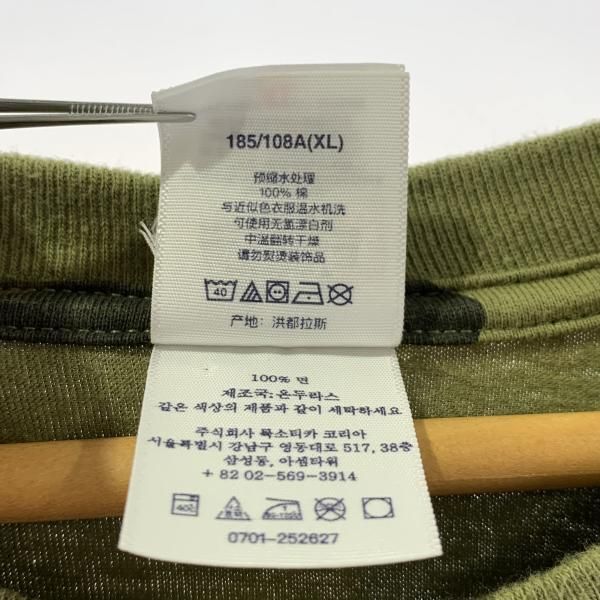 185/108A(XL)
预缩水处理
100% 棉
与近似色衣服温水机洗
可使用无氯漂白剂
中温翻转干燥
请勿熨烫装饰品
40
产地: 洪都拉斯
100% 면
제조국:온두라스
같은 색상의 제품과 같이 세탁하세요
주식회사 룩소티카 코리아
서울특별시 강남구 영동대로 517, 38층
삼성동, 아셈타워
+ 82 02-569-3914
0701-252627